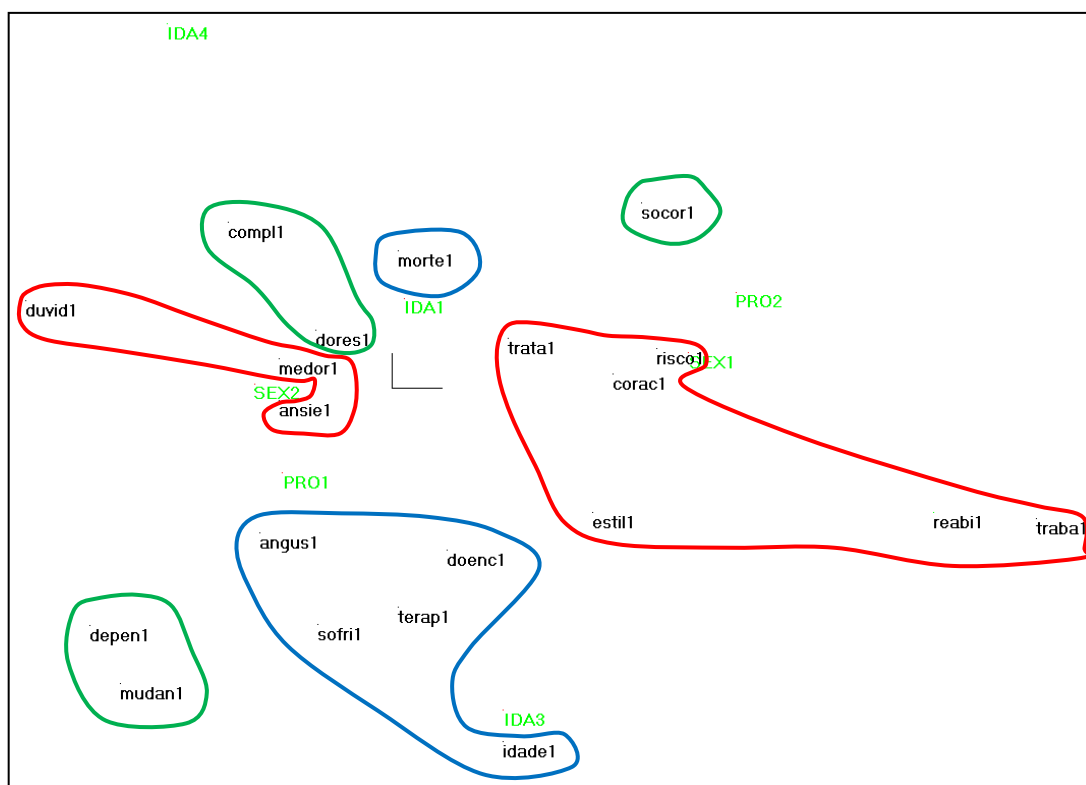 IDA4
socor1
compl1
morte1
PRO2
IDA1
duvid1
dores1
trata1
risco1
SEX1
medor1
corac1
SEX2
ansie1
PRO1
estil1
reabi1
traba1
angus1
doenc1
terap1
sofri1
depen1
mudan1
IDA3
idade1